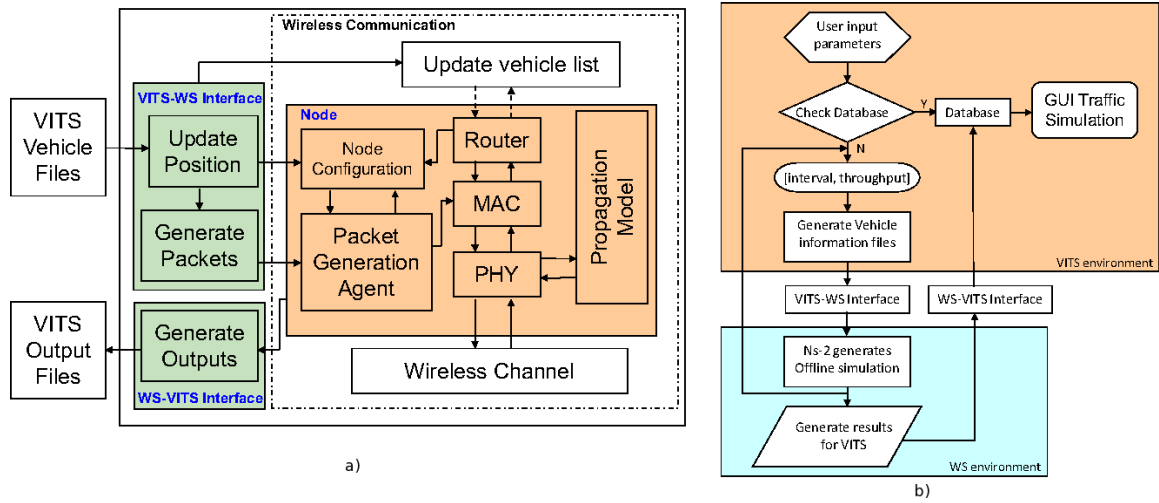 Wireless Communication
Update vehicle list
VITS-WS Interface
VITS
Vehicle
Files
Update
Position
Generate
Packets
Node
Node
Configuration
Router
MAC
PHY
Packet
Generation
Agent
Propagation
Model
VITS
Output
Files
Generate
Outputs
WS-VITS Interface
Wireless Channel
a)
User input
parameters
Check Database
Y
Database
GUI Traffic
Simulation
N
[interval, throughput]
Generate Vehicle
information files
VITS environment
VITS-WS Interface
WS-VITS Interface
Ns-2 generates
Offline simulation
Generate results
for VITS
WS environment
b)